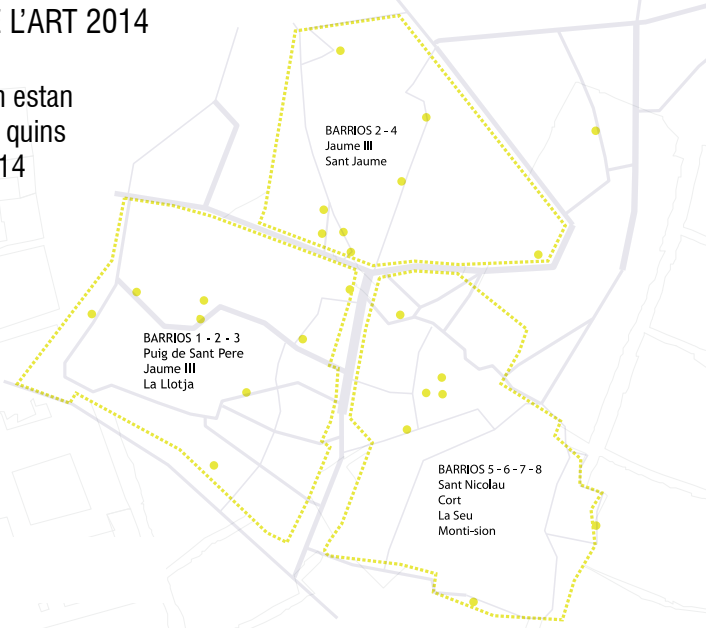 E L'ART 2014
n estan
quins
14
BARRIOS 2 - 4
Jaume III
Sant Jaume
BARRIOS 1 - 2 - 3
Puig de Sant Pere
Jaume III
La Llotja
BARRIOS 5 - 6 - 7 - 8
Sant Nicolau
Cort
La Seu
Monti-sion